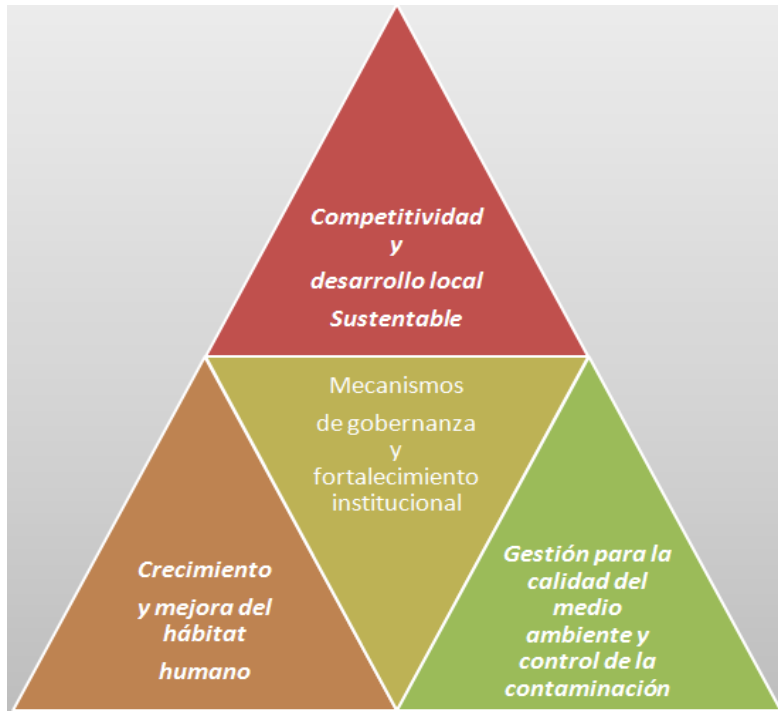 Competitividad
y
desarrollo local
Sustentable
Mecanismos
de gobernanza
y
fortalecimiento
institucional
Crecimiento
y mejora del
hábitat
humano
Gestión para la
calidad del
medio
ambiente y
control de la
contaminación